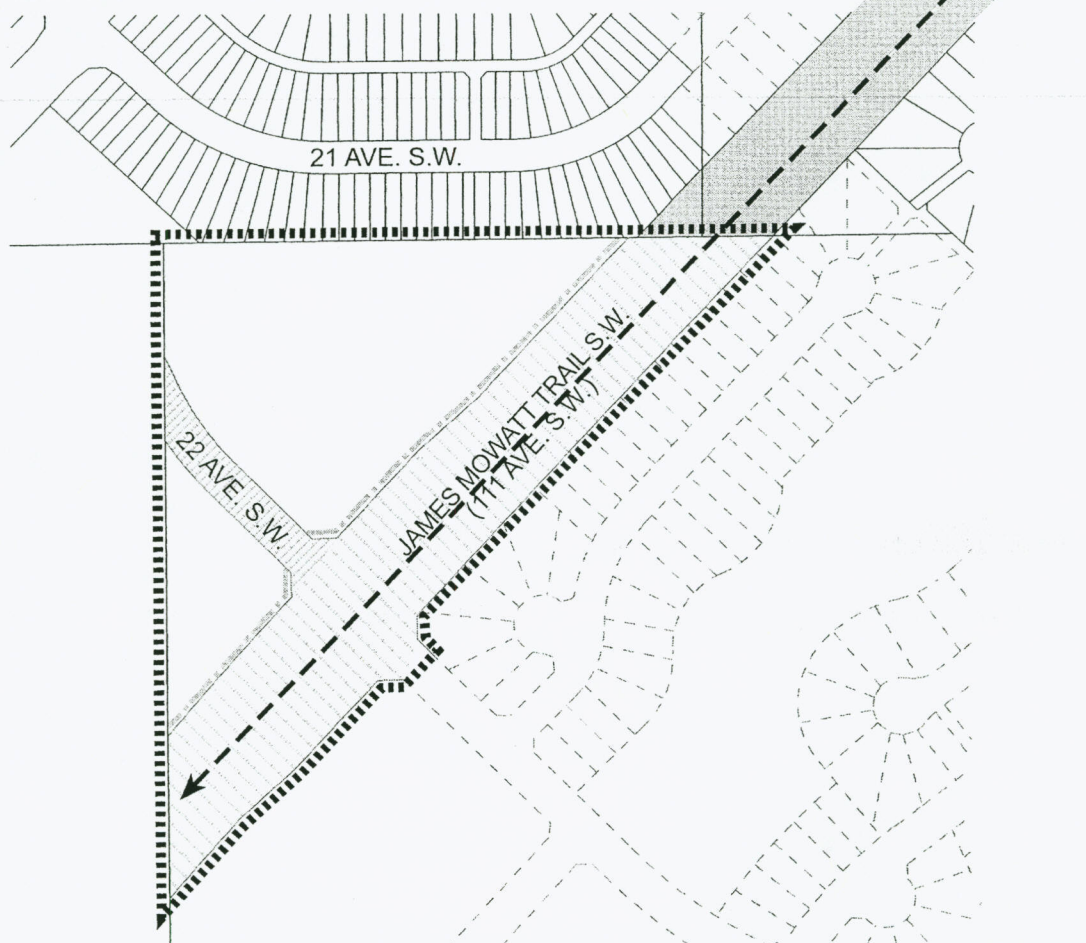 21 AVE. S.W.
22 AVE. S.W.
JAMES MOWATT TRAIL S.W.
(111 AVE. S.W.)